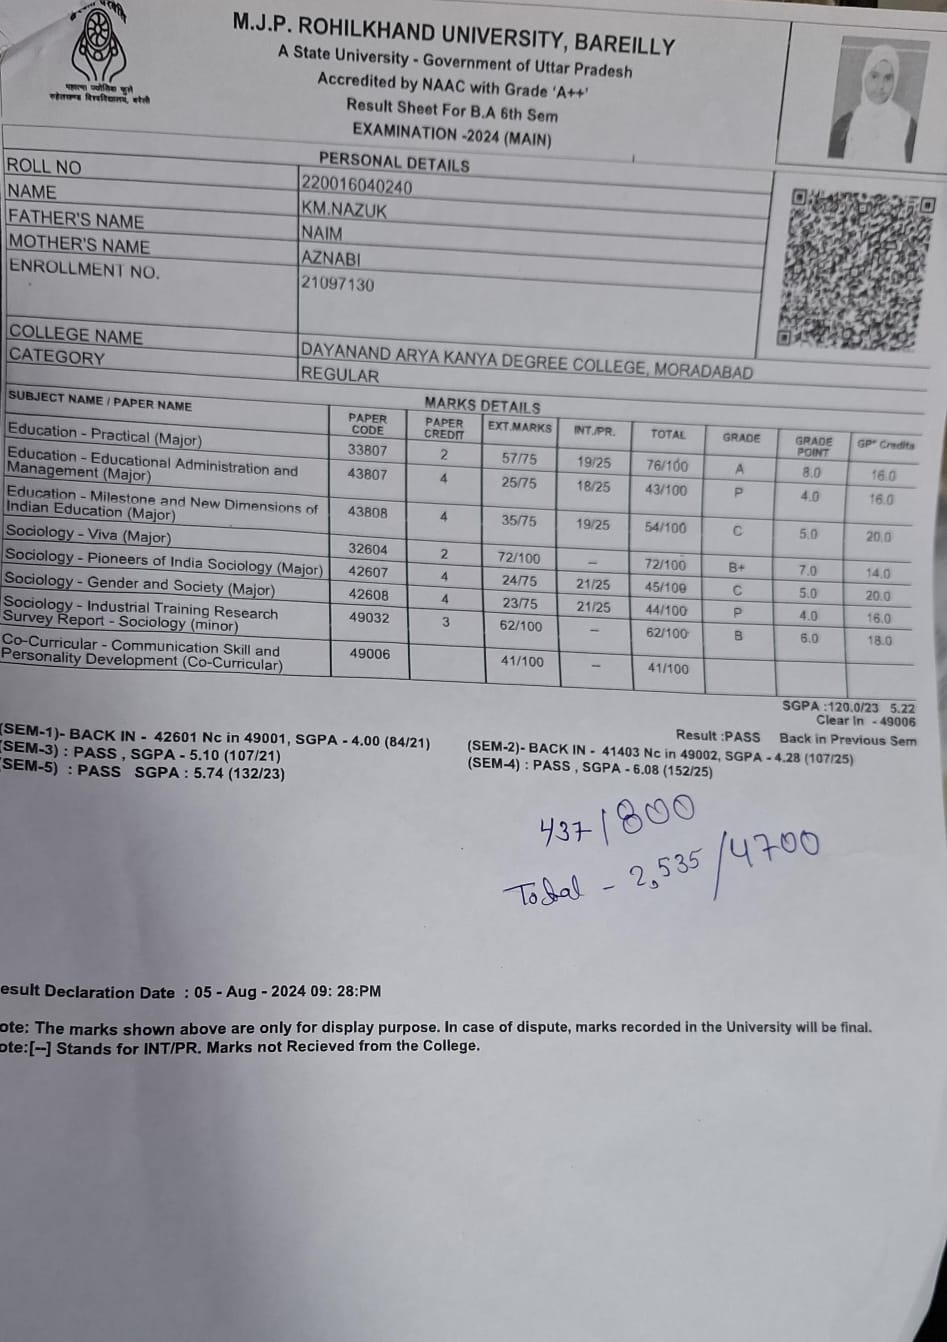 महात्मा ज्योतिबा फुले
रुहेलखण्ड विश्वविद्यालय, बरेली
M.J.P. ROHILKHAND UNIVERSITY, BAREILLY
A State University - Government of Uttar Pradesh
Accredited by NAAC with Grade 'A++'
Result Sheet For B.A 6th Sem
EXAMINATION -2024 (MAIN)
PERSONAL DETAILS
ROLL NO 220016040240
NAME KM.NAZUK
FATHER'S NAME NAIM
MOTHER'S NAME AZNABI
ENROLLMENT NO. 21097130
COLLEGE NAME DAYANAND ARYA KANYA DEGREE COLLEGE, MORADABAD
CATEGORY REGULAR
MARKS DETAILS
SUBJECT NAME / PAPER NAME PAPER CODE PAPER CREDIT EXT.MARKS INT./PR. TOTAL GRADE GRADE POINT GP* Credits
Education - Practical (Major) 33807 2 57/75 19/25 76/100 A 8.0 16.0
Education - Educational Administration and
Management (Major) 43807 4 25/75 18/25 43/100 P 4.0 16.0
Education - Milestone and New Dimensions of
Indian Education (Major) 43808 4 35/75 19/25 54/100 C 5.0 20.0
Sociology - Viva (Major) 32604 2 72/100 -- 72/100 B+ 7.0 14.0
Sociology - Pioneers of India Sociology (Major) 42607 4 24/75 21/25 45/100 C 5.0 20.0
Sociology - Gender and Society (Major) 42608 4 23/75 21/25 44/100 P 4.0 16.0
Sociology - Industrial Training Research
Survey Report - Sociology (minor) 49032 3 62/100 -- 62/100 B 6.0 18.0
Co-Curricular - Communication Skill and
Personality Development (Co-Curricular) 49006 41/100 -- 41/100
SGPA :120.0/23 5.22
Clear In - 49006
Result :PASS Back in Previous Sem
(SEM-1)- BACK IN - 42601 Nc in 49001, SGPA - 4.00 (84/21)
(SEM-2)- BACK IN - 41403 Nc in 49002, SGPA - 4.28 (107/25)
(SEM-3) : PASS , SGPA - 5.10 (107/21)
(SEM-4) : PASS , SGPA - 6.08 (152/25)
SEM-5) : PASS SGPA : 5.74 (132/23)
437/800
Total - 2,535/4700
esult Declaration Date : 05 - Aug - 2024 09: 28:PM
ote: The marks shown above are only for display purpose. In case of dispute, marks recorded in the University will be final.
ote:[--] Stands for INT/PR. Marks not Recieved from the College.